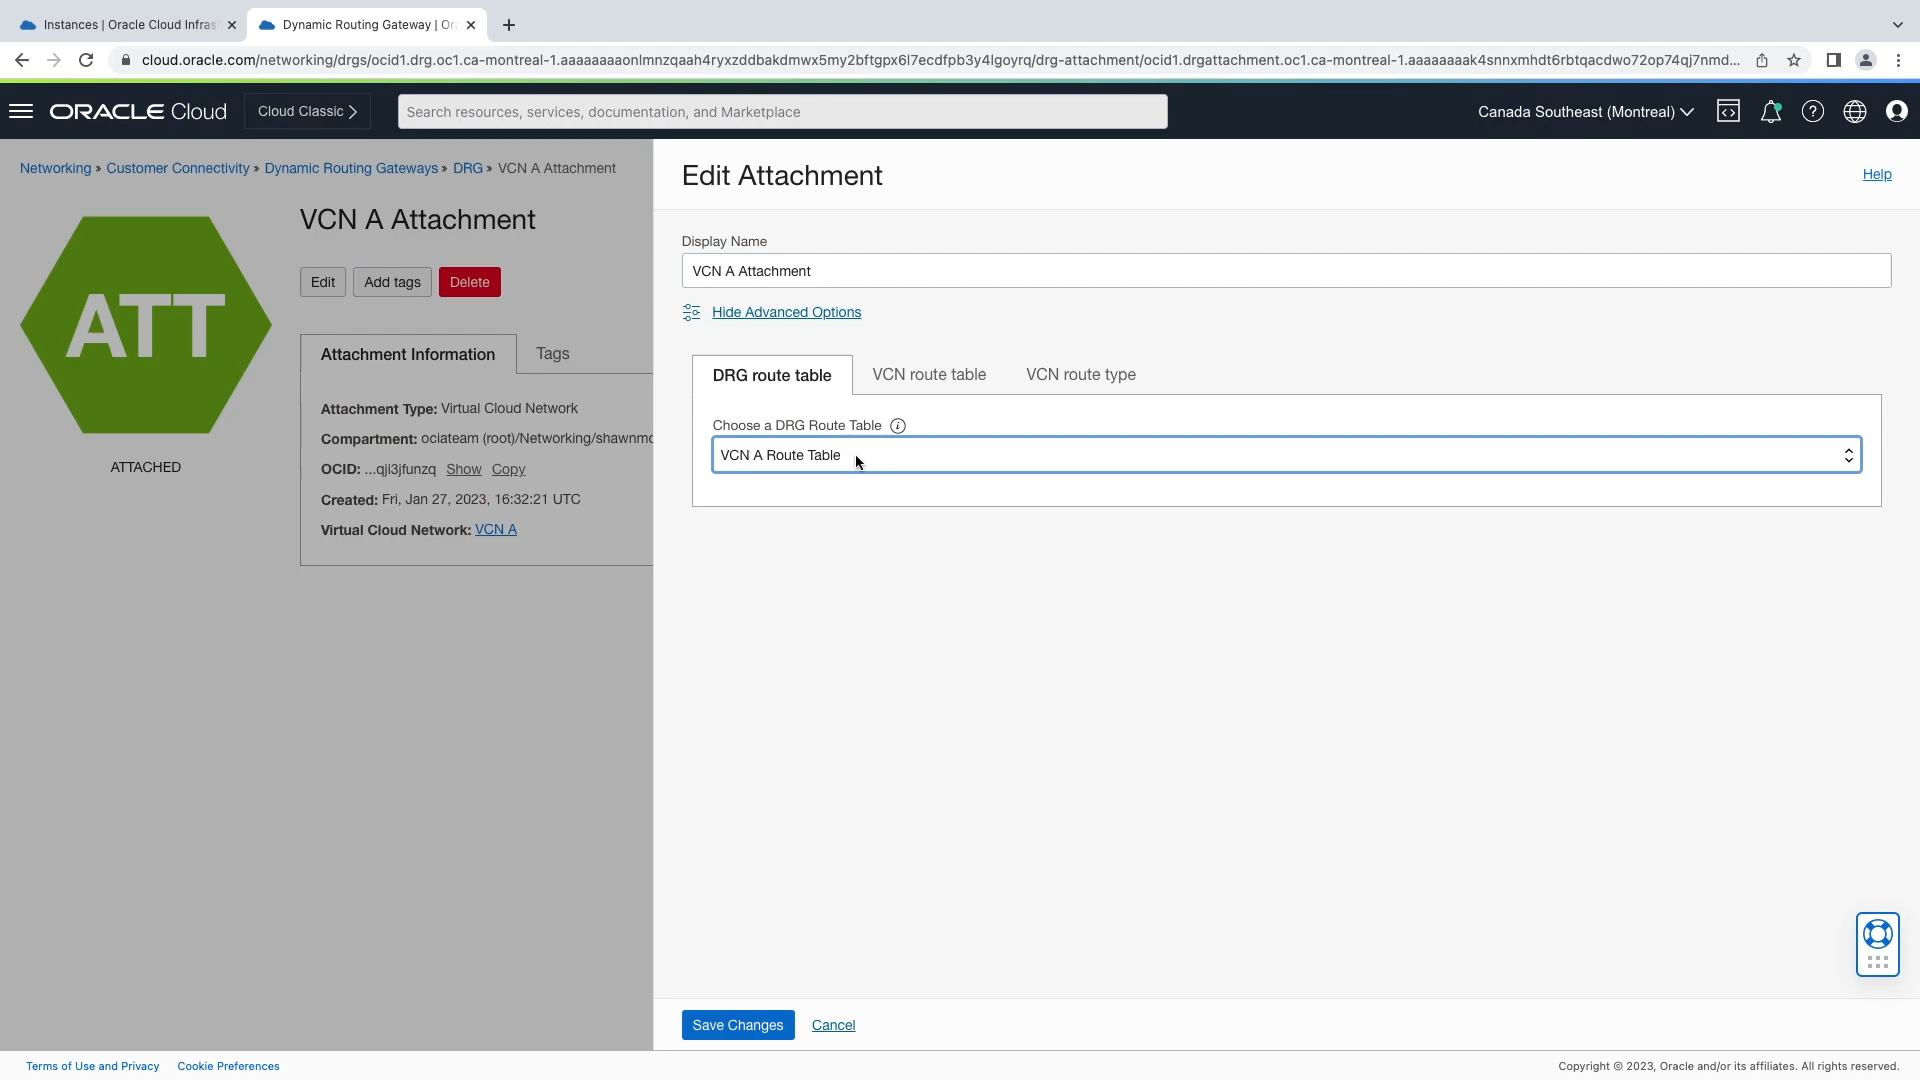 Instances | Oracle Cloud Infras
Dynamic Routing Gateway | Or
cloud.oracle.com/networking/drgs/ocid1.drg.oc1.ca-montreal-1.aaaaaaaaonlmnzqaah4ryxzddbakdmwx5my2bftgpx6l7ecdfpb3y4lgoyrq/drg-attachment/ocid1.drgattachment.oc1.ca-montreal-1.aaaaaaaak4snnxmhdt6rbtqacdwo72op74qj7nmd...
ORACLE Cloud
Cloud Classic
Search resources, services, documentation, and Marketplace
Canada Southeast (Montreal)
Networking » Customer Connectivity » Dynamic Routing Gateways » DRG » VCN A Attachment
ATT
ATTACHED
VCN A Attachment
Edit
Add tags
Delete
Attachment Information
Tags
Attachment Type: Virtual Cloud Network
Compartment: ociateam (root)/Networking/shawnmo
OCID: ...qji3jfunzq Show Copy
Created: Fri, Jan 27, 2023, 16:32:21 UTC
Virtual Cloud Network: VCN A
Edit Attachment
Help
Display Name
VCN A Attachment
Hide Advanced Options
DRG route table
VCN route table
VCN route type
Choose a DRG Route Table
VCN A Route Table
Save Changes
Cancel
Terms of Use and Privacy
Cookie Preferences
Copyright © 2023, Oracle and/or its affiliates. All rights reserved.